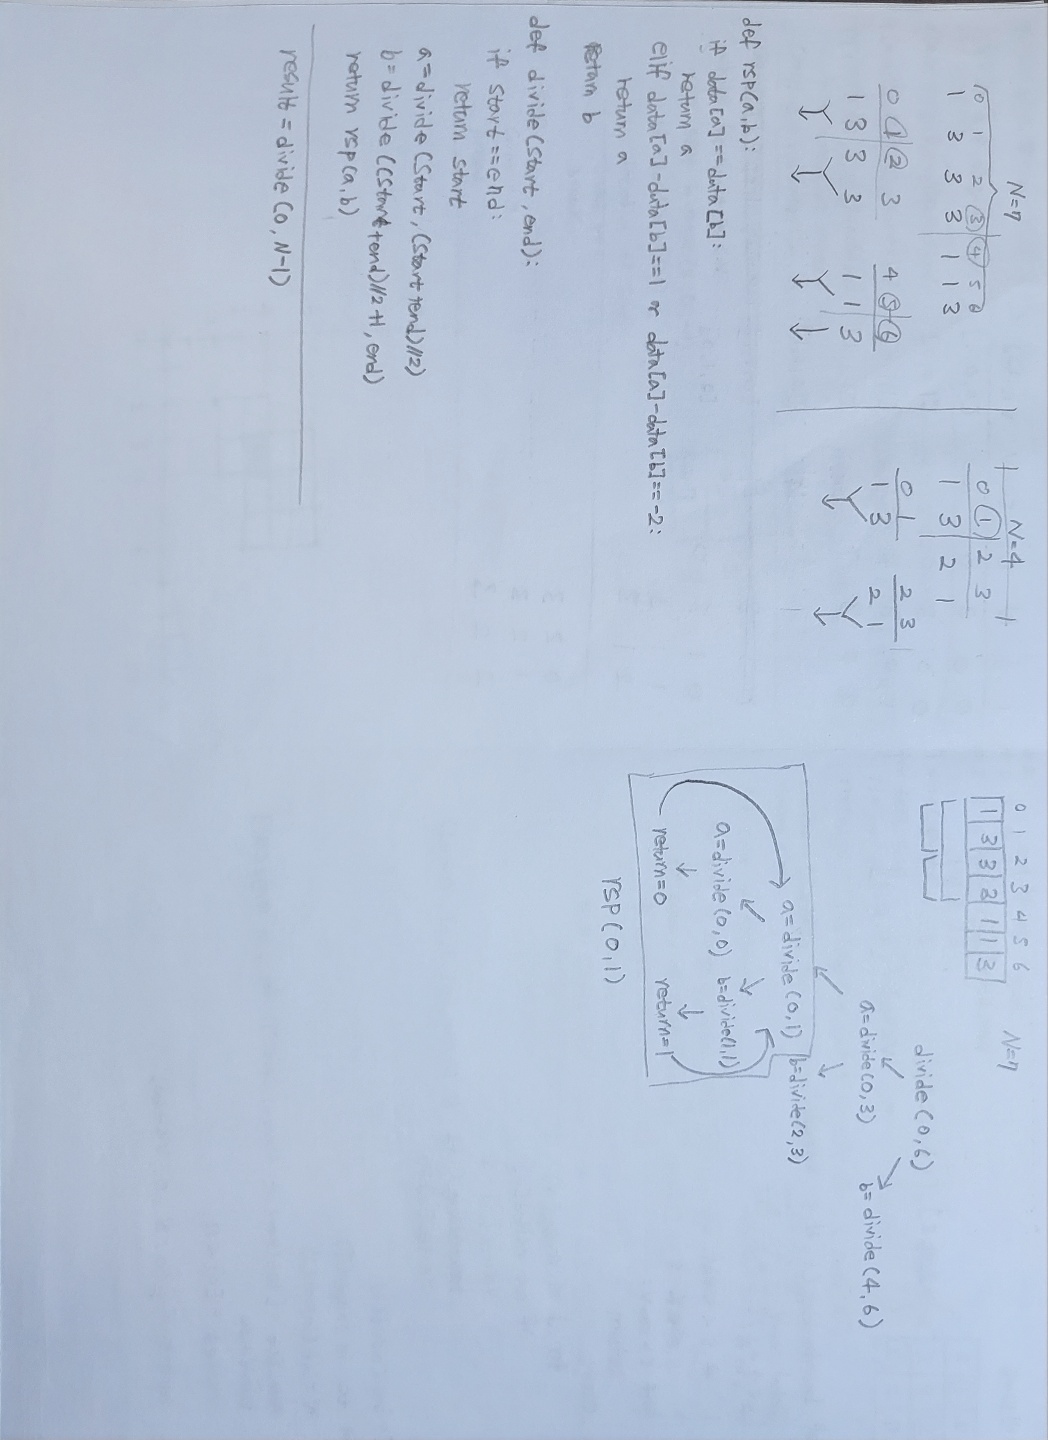 N=7
0 1 2 3 4 5 6
1 3 3 3 1 1 3
0 1 2 3
1 3 3 3
4 5 6
1 1 3
N=4
0 1 2 3
1 3 2 1
0 1
1 3
2 3
2 1
def rsp(a,b):
if data[a]==data[b]:
return a
elif data[a]-data[b]==1 or data[a]-data[b]==-2:
return a
return b
def divide(start,end):
if start==end:
return start
a=divide(start,(start+end)//2)
b=divide((start+end)//2+1,end)
return rsp(a,b)
result=divide(0,N-1)
0 1 2 3 4 5 6
1 3 3 3 1 1 3
N=7
divide(0,6)
a=divide(0,3) b=divide(4,6)
a=divide(0,1) b=divide(2,3)
a=divide(0,0) b=divide(1,1)
return=0 return=1
rsp(0,1)